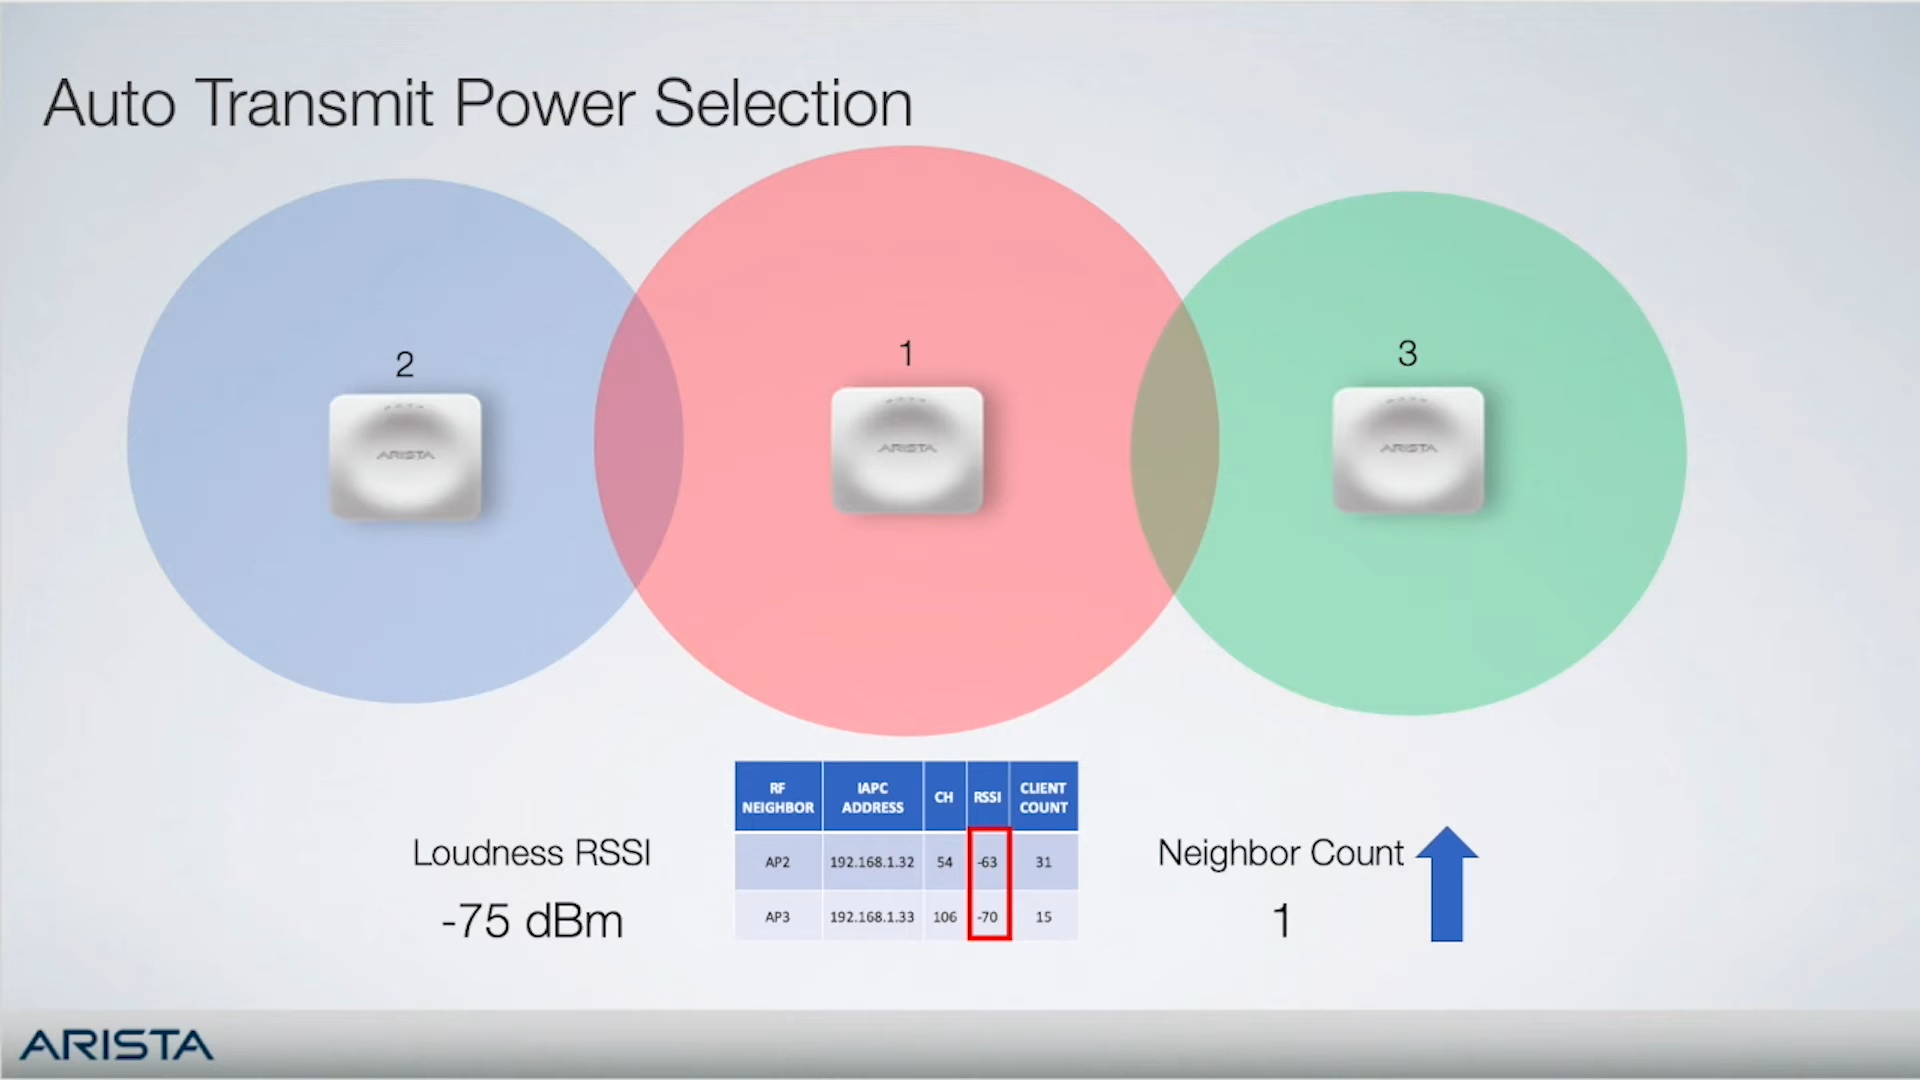 Auto Transmit Power Selection
2
1
3
ARISTA
ARISTA
ARISTA
Loudness RSSI
-75 dBm
RF NEIGHBOR IAPC ADDRESS CH RSSI CLIENT COUNT
AP2 192.168.1.32 54 -63 31
AP3 192.168.1.33 106 -70 15
Neighbor Count
1
ARISTA